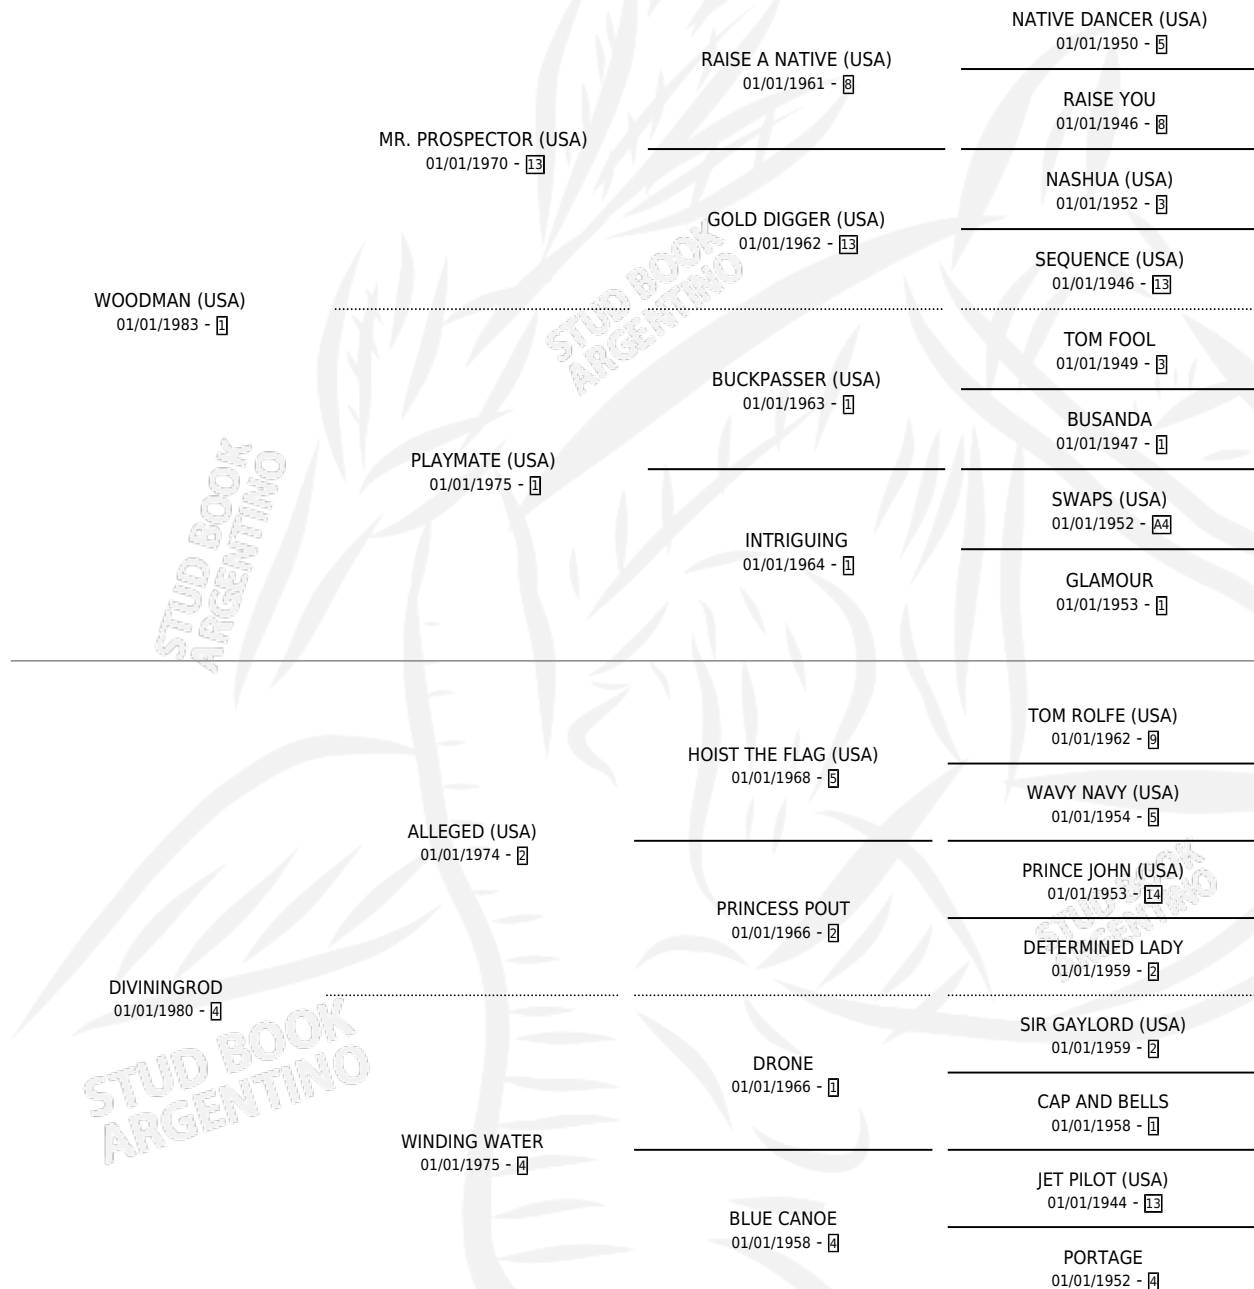 NATIVE DANCER (USA)
01/01/1950 - 5
RAISE A NATIVE (USA)
01/01/1961 - 8
RAISE YOU
01/01/1946 - 8
MR. PROSPECTOR (USA)
01/01/1970 - 13
NASHUA (USA)
01/01/1952 - 3
GOLD DIGGER (USA)
01/01/1962 - 13
SEQUENCE (USA)
01/01/1946 - 13
WOODMAN (USA)
01/01/1983 - 1
TOM FOOL
01/01/1949 - 3
BUCKPASSER (USA)
01/01/1963 - 1
BUSANDA
01/01/1947 - 1
PLAYMATE (USA)
01/01/1975 - 1
SWAPS (USA)
01/01/1952 - A4
INTRIGUING
01/01/1964 - 1
GLAMOUR
01/01/1953 - 1
TOM ROLFE (USA)
01/01/1962 - 9
HOIST THE FLAG (USA)
01/01/1968 - 5
WAVY NAVY (USA)
01/01/1954 - 5
ALLEGED (USA)
01/01/1974 - 2
PRINCE JOHN (USA)
01/01/1953 - 14
PRINCESS POUT
01/01/1966 - 2
DETERMINED LADY
01/01/1959 - 2
DIVININGROD
01/01/1980 - 4
SIR GAYLORD (USA)
01/01/1959 - 2
DRONE
01/01/1966 - 1
CAP AND BELLS
01/01/1958 - 1
WINDING WATER
01/01/1975 - 4
JET PILOT (USA)
01/01/1944 - 13
BLUE CANOE
01/01/1958 - 4
PORTAGE
01/01/1952 - 4
STUD BOOK
ARGENTINO
STUD BOOK
ARGENTINO
STUD BOOK
ARGENTINO
STUD BOOK
ARGENTINO